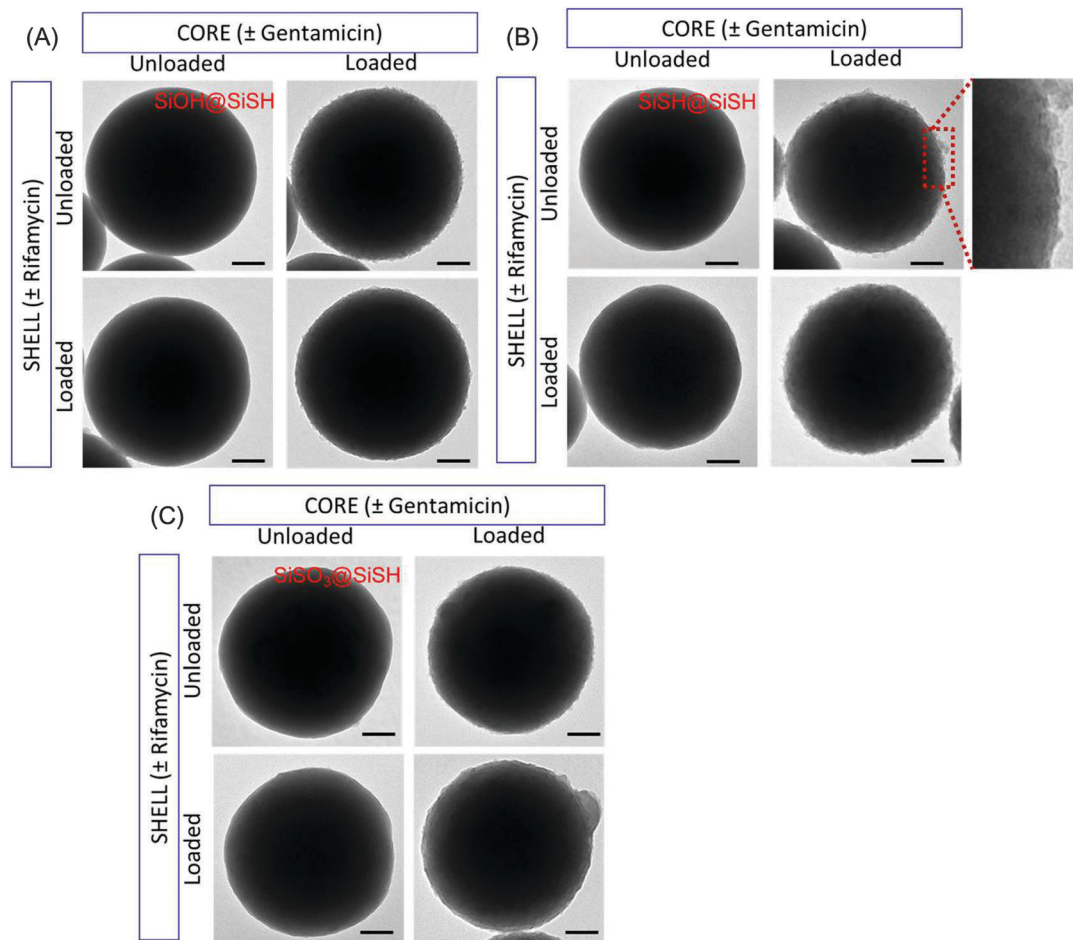 (A)
CORE (± Gentamicin)
Unloaded Loaded
SHELL (± Rifamycin)
Unloaded
Loaded
SiOH@SiSH
(B)
CORE (± Gentamicin)
Unloaded Loaded
SHELL (± Rifamycin)
Unloaded
Loaded
SiSH@SiSH
(C)
CORE (± Gentamicin)
Unloaded Loaded
SHELL (± Rifamycin)
Unloaded
Loaded
SiSO₃@SiSH